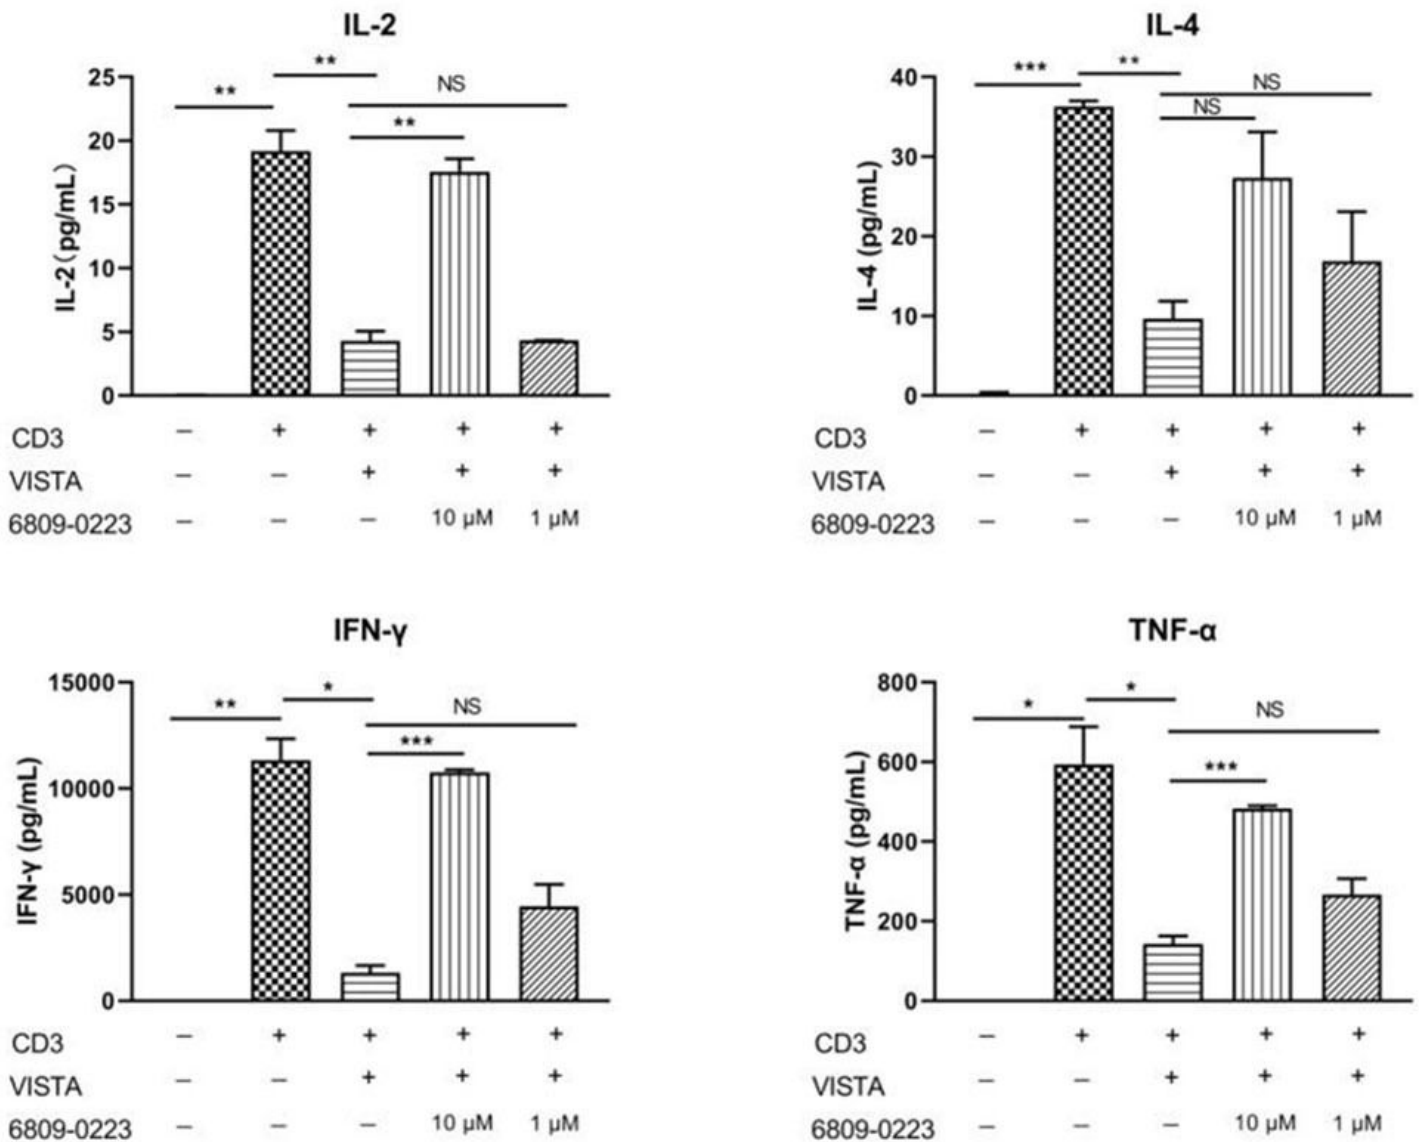 IL-2
** ** NS **
IL-2 (pg/mL)
25
20
15
10
5
0
CD3 – + + + +
VISTA – – + + +
6809-0223 – – – 10 μM 1 μM
IL-4
*** ** NS NS
IL-4 (pg/mL)
40
30
20
10
0
CD3 – + + + +
VISTA – – + + +
6809-0223 – – – 10 μM 1 μM
IFN-γ
** * NS ***
IFN-γ (pg/mL)
15000
10000
5000
0
CD3 – + + + +
VISTA – – + + +
6809-0223 – – – 10 μM 1 μM
TNF-α
* * NS ***
TNF-α (pg/mL)
800
600
400
200
0
CD3 – + + + +
VISTA – – + + +
6809-0223 – – – 10 μM 1 μM